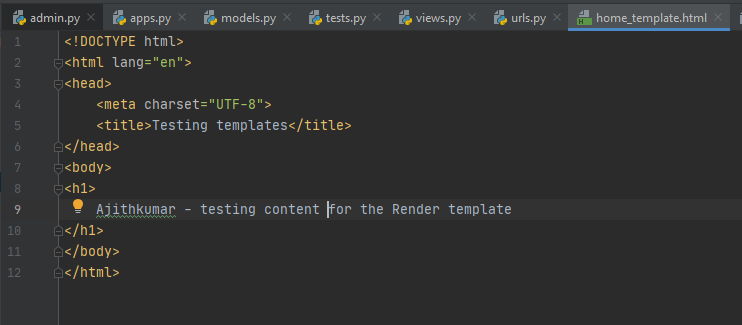 admin.py apps.py models.py tests.py views.py urls.py home_template.html
1 <!DOCTYPE html>
2 <html lang="en">
3 <head>
4     <meta charset="UTF-8">
5     <title>Testing templates</title>
6 </head>
7 <body>
8 <h1>
9     Ajithkumar - testing content for the Render template
10 </h1>
11 </body>
12 </html>